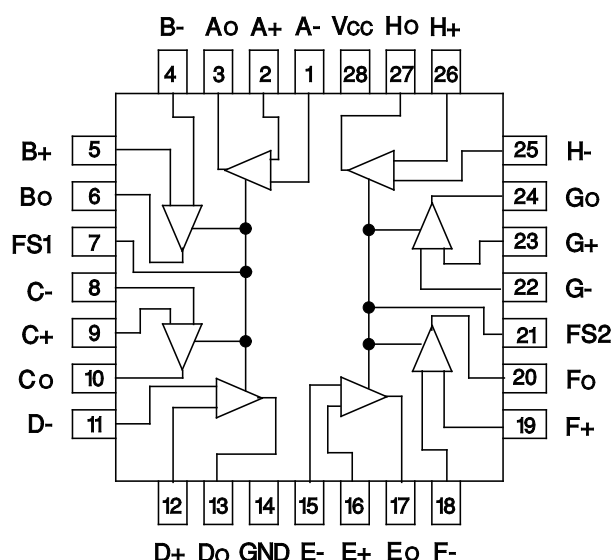 B- Ao A+ A- Vcc Ho H+
4 3 2 1 28 27 26
B+ 5 25 H-
Bo 6 24 Go
FS1 7 23 G+
C- 8 22 G-
C+ 9 21 FS2
Co 10 20 Fo
D- 11 19 F+
12 13 14 15 16 17 18
D+ Do GND E- E+ Eo F-